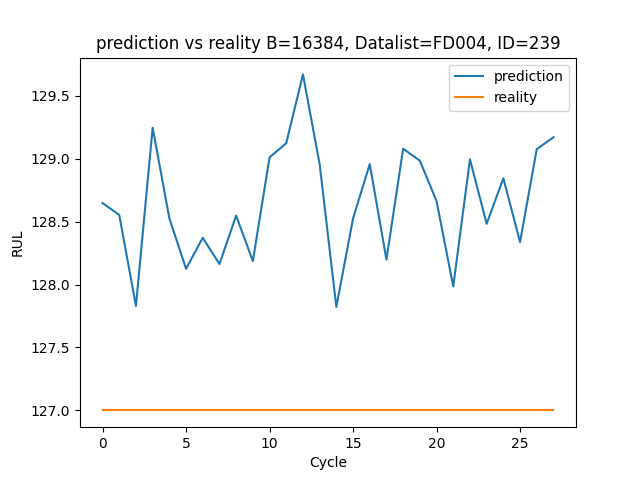 prediction vs reality B=16384, Datalist=FD004, ID=239
prediction
reality
RUL
129.5
129.0
128.5
128.0
127.5
127.0
0 5 10 15 20 25
Cycle